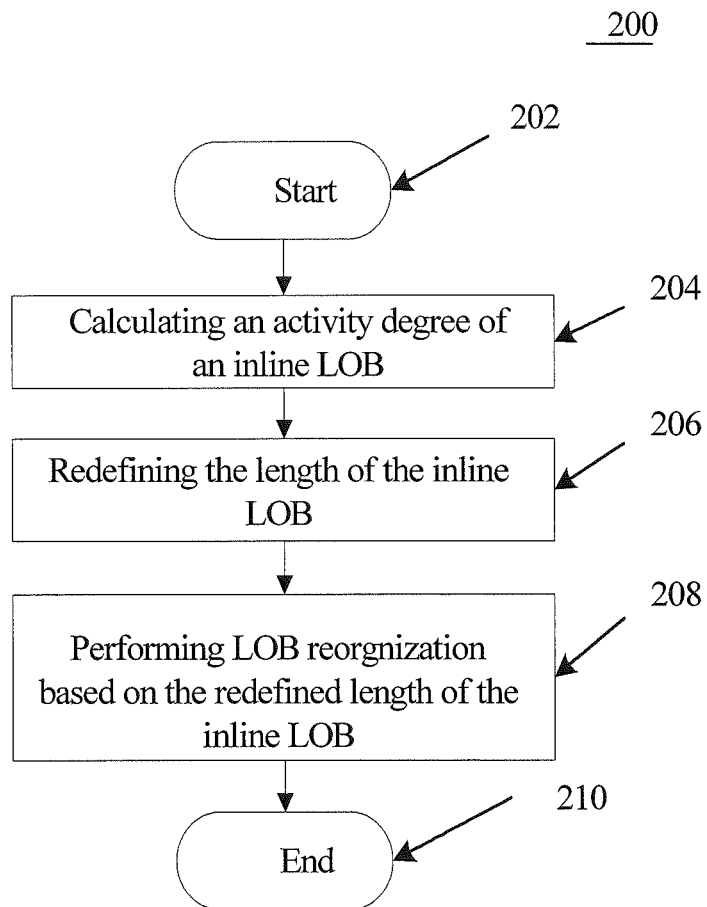 200
202
Start
204
Calculating an activity degree of
an inline LOB
206
Redefining the length of the inline
LOB
208
Performing LOB reorgnization
based on the redefined length of the
inline LOB
210
End